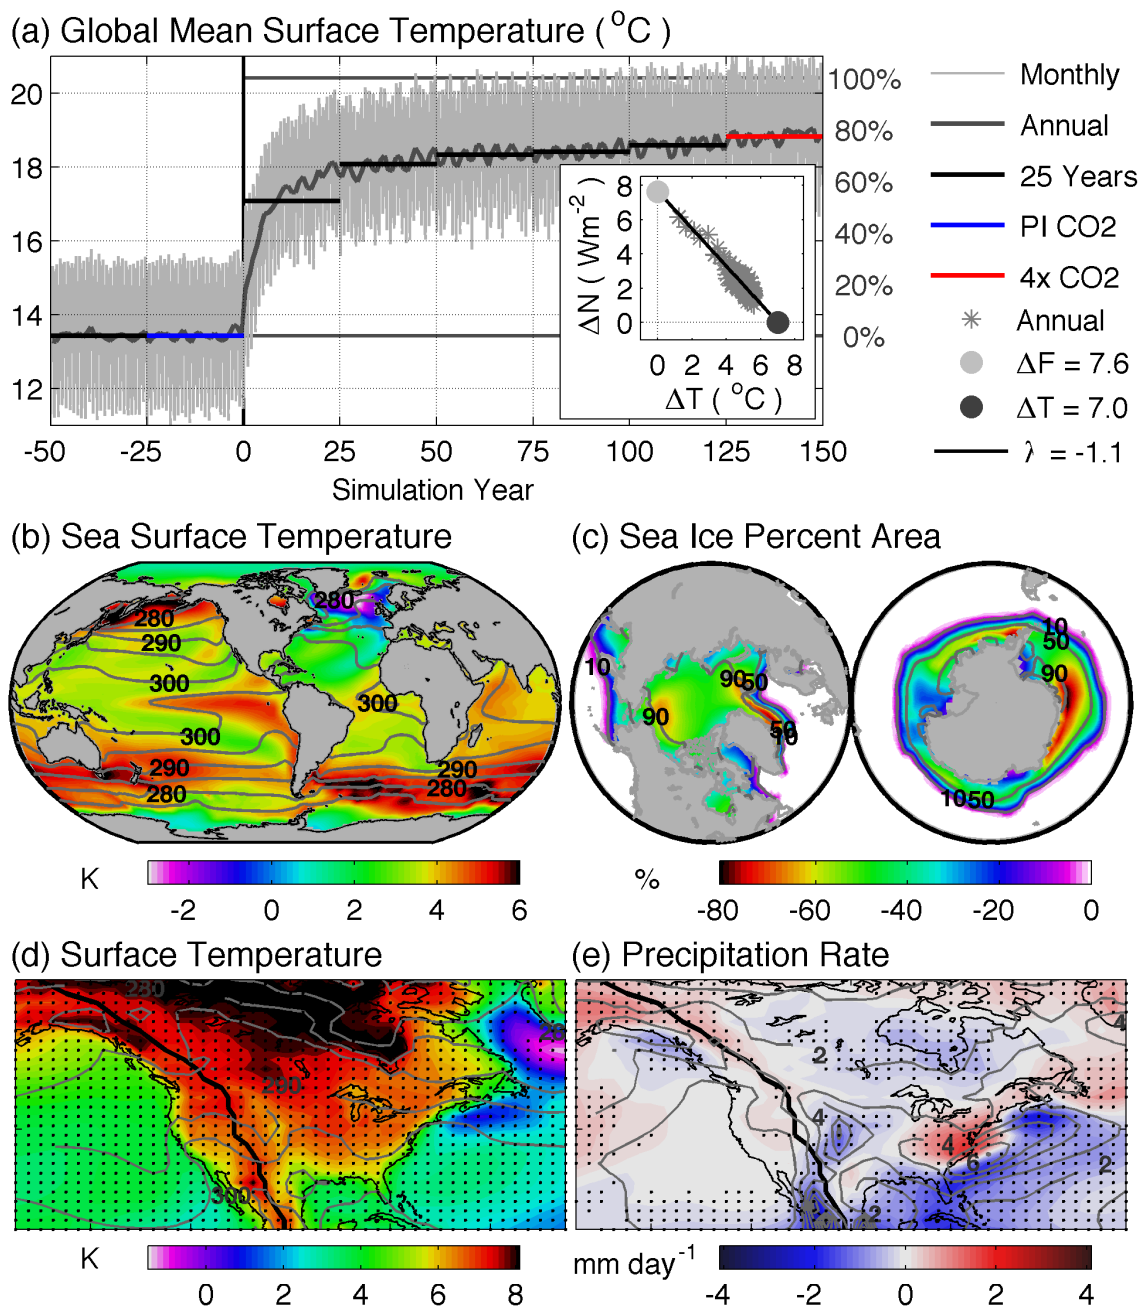 (a) Global Mean Surface Temperature ( °C )
20
18
16
14
12
100%
80%
60%
40%
20%
0%
-50
-25
0
25
50
75
100
125
150
Simulation Year
Monthly
Annual
25 Years
PI CO2
4x CO2
Annual
ΔF = 7.6
ΔT = 7.0
λ = -1.1
ΔN ( Wm⁻² )
8
6
4
2
0
0 2 4 6 8
ΔT ( °C )
(b) Sea Surface Temperature
280
280
290
300
300
300
290
290
280
280
K
-2 0 2 4 6
(c) Sea Ice Percent Area
10
90
50
90
50
10
50
90
10
50
%
-80 -60 -40 -20 0
(d) Surface Temperature
290
300
K
0 2 4 6 8
(e) Precipitation Rate
4
2
4
4
6
2
2
mm day⁻¹
-4 -2 0 2 4